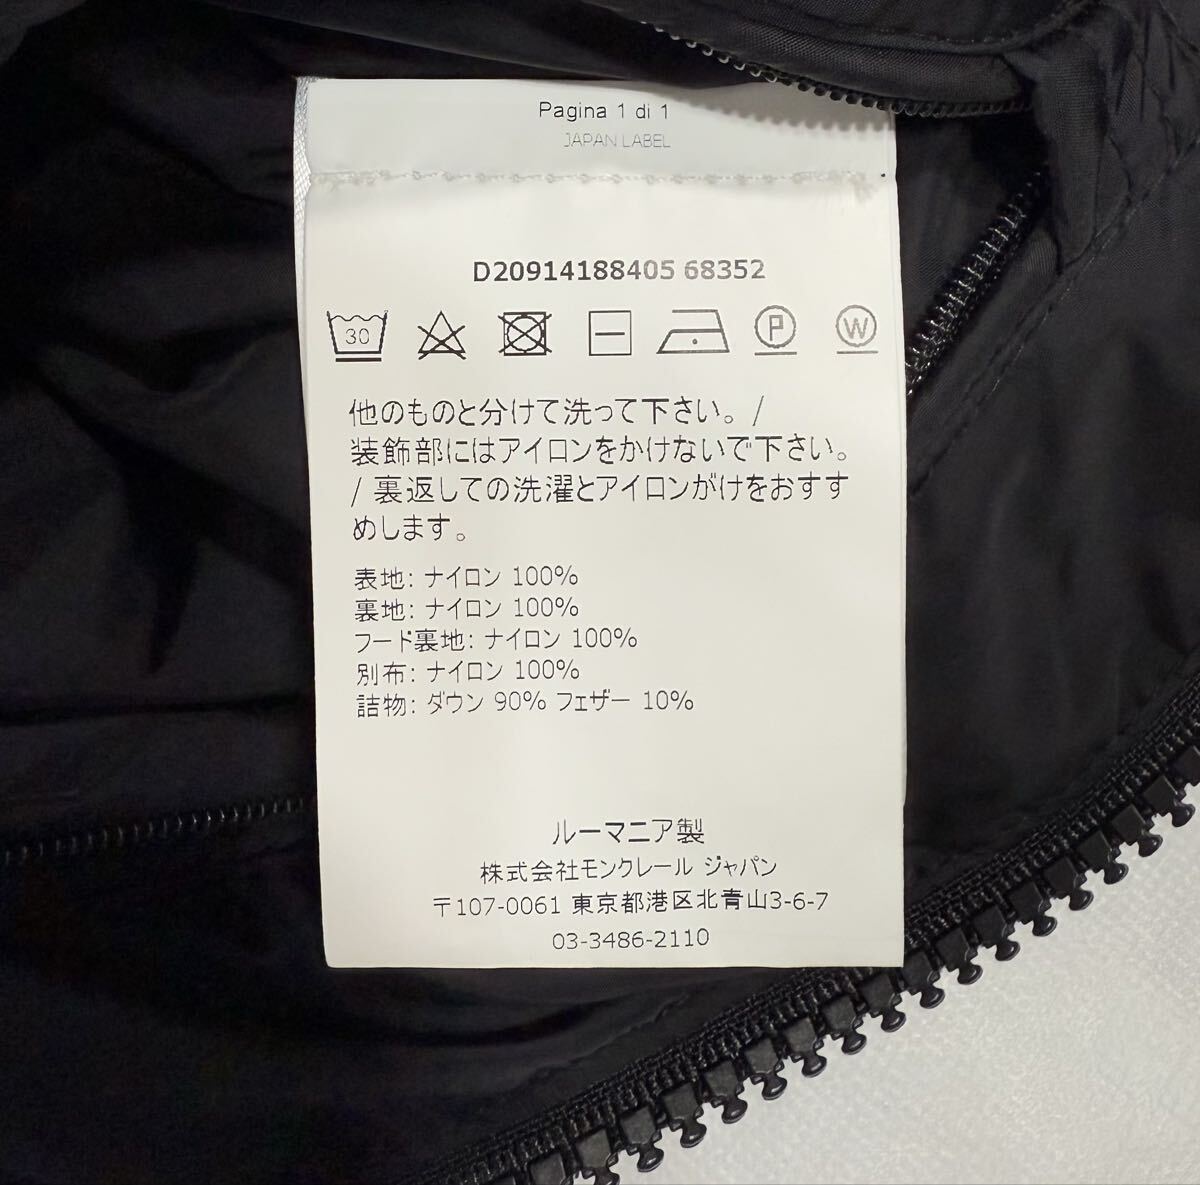 Pagina 1 di 1
JAPAN LABEL
D20914188405 68352
30 P W
他のものと分けて洗って下さい。/
装飾部にはアイロンをかけないで下さい。
/ 裏返しての洗濯とアイロンがけをおすす
めします。
表地: ナイロン 100%
裏地: ナイロン 100%
フード裏地: ナイロン 100%
別布: ナイロン 100%
詰物: ダウン 90% フェザー 10%
ルーマニア製
株式会社モンクレール ジャパン
〒107-0061 東京都港区北青山3-6-7
03-3486-2110